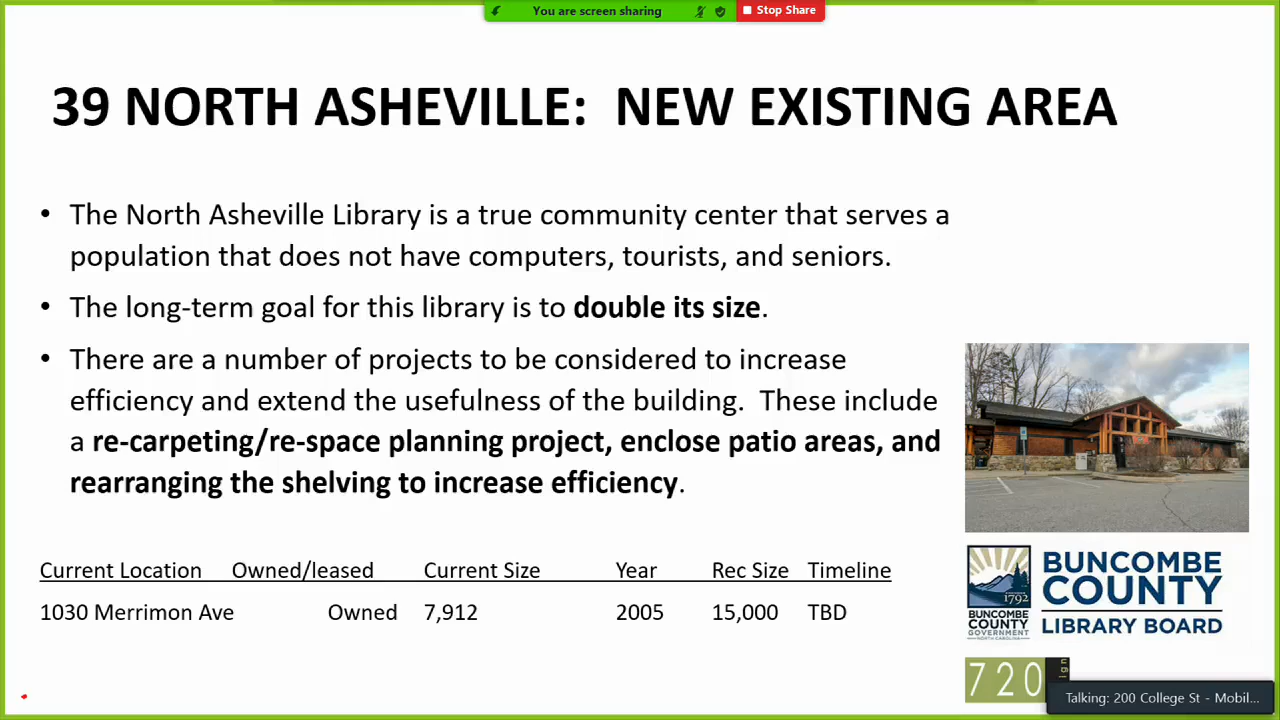 You are screen sharing
Stop Share
39 NORTH ASHEVILLE:  NEW EXISTING AREA
• The North Asheville Library is a true community center that serves a
population that does not have computers, tourists, and seniors.
• The long-term goal for this library is to double its size.
• There are a number of projects to be considered to increase
efficiency and extend the usefulness of the building.  These include
a re-carpeting/re-space planning project, enclose patio areas, and
rearranging the shelving to increase efficiency.
Current Location Owned/leased Current Size Year Rec Size Timeline
1030 Merrimon Ave Owned 7,912 2005 15,000 TBD
1792
BUNCOMBE
COUNTY
GOVERNMENT
NORTH CAROLINA
BUNCOMBE
COUNTY
LIBRARY BOARD
720
ign
Talking: 200 College St - Mobil...